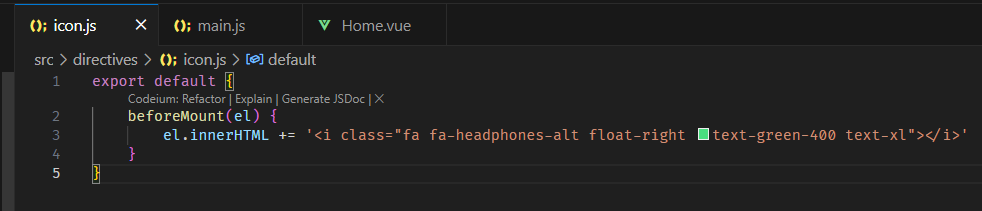 icon.js
main.js
Home.vue
src > directives > icon.js > default
1 export default {
Codeium: Refactor | Explain | Generate JSDoc | ×
2 beforeMount(el) {
3 el.innerHTML += '<i class="fa fa-headphones-alt float-right text-green-400 text-xl"></i>'
4 }
5 }